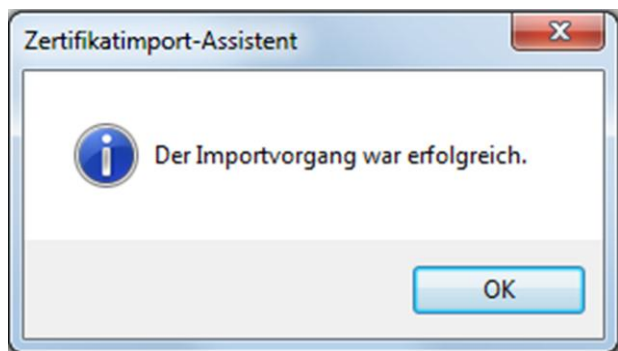 Zertifikatimport-Assistent
Der Importvorgang war erfolgreich.
OK